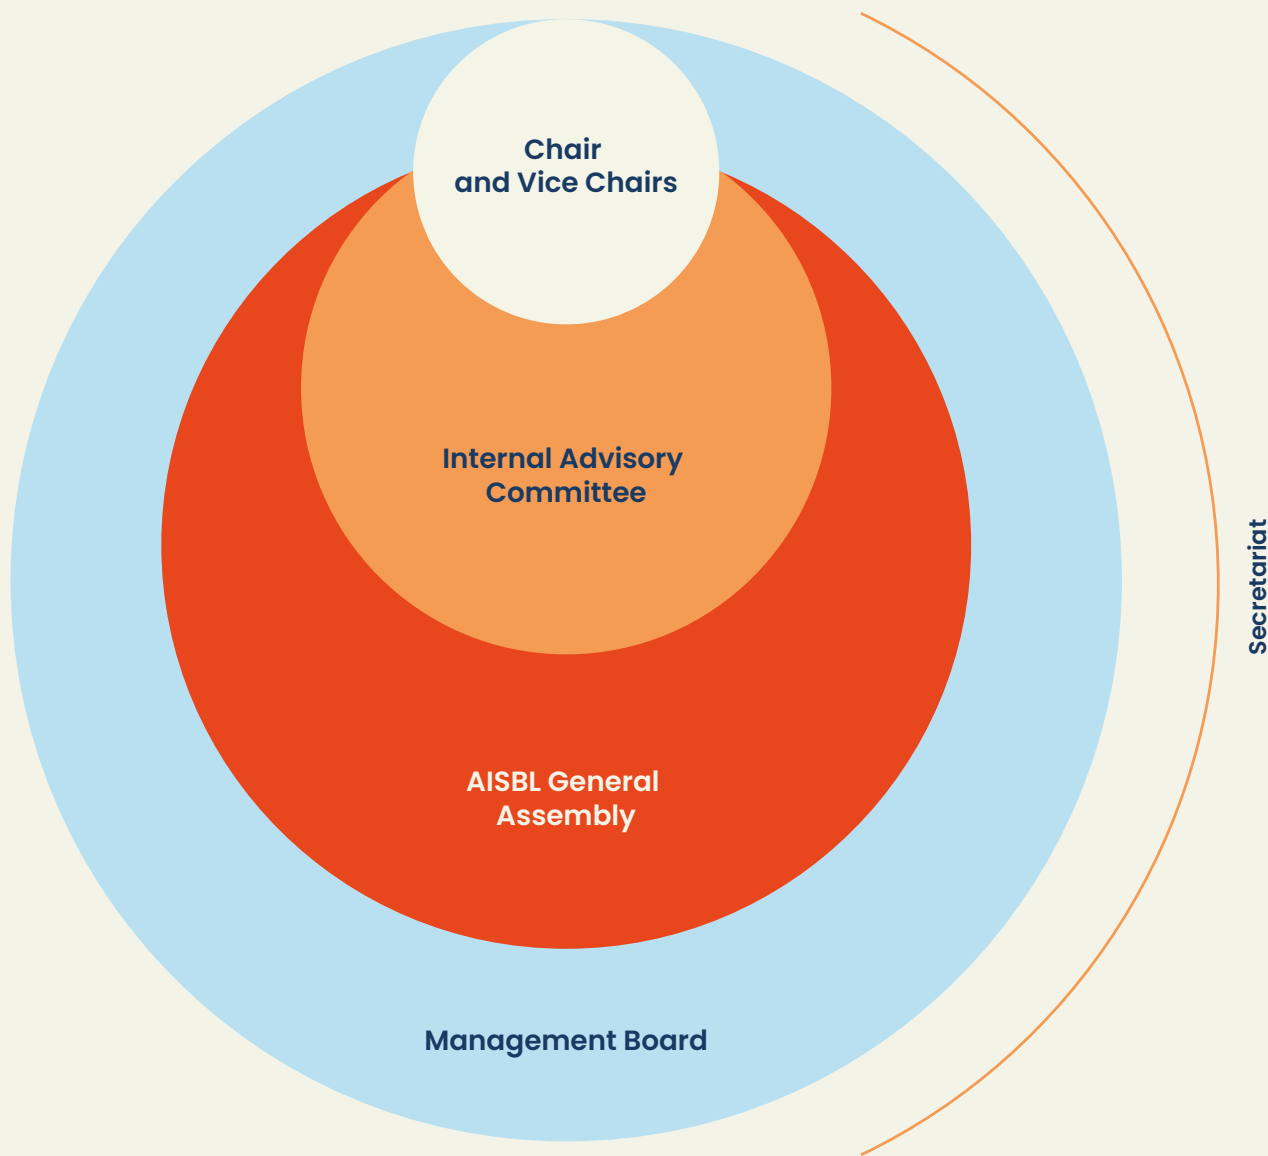 Chair
and Vice Chairs
Internal Advisory
Committee
AISBL General
Assembly
Management Board
Secretariat